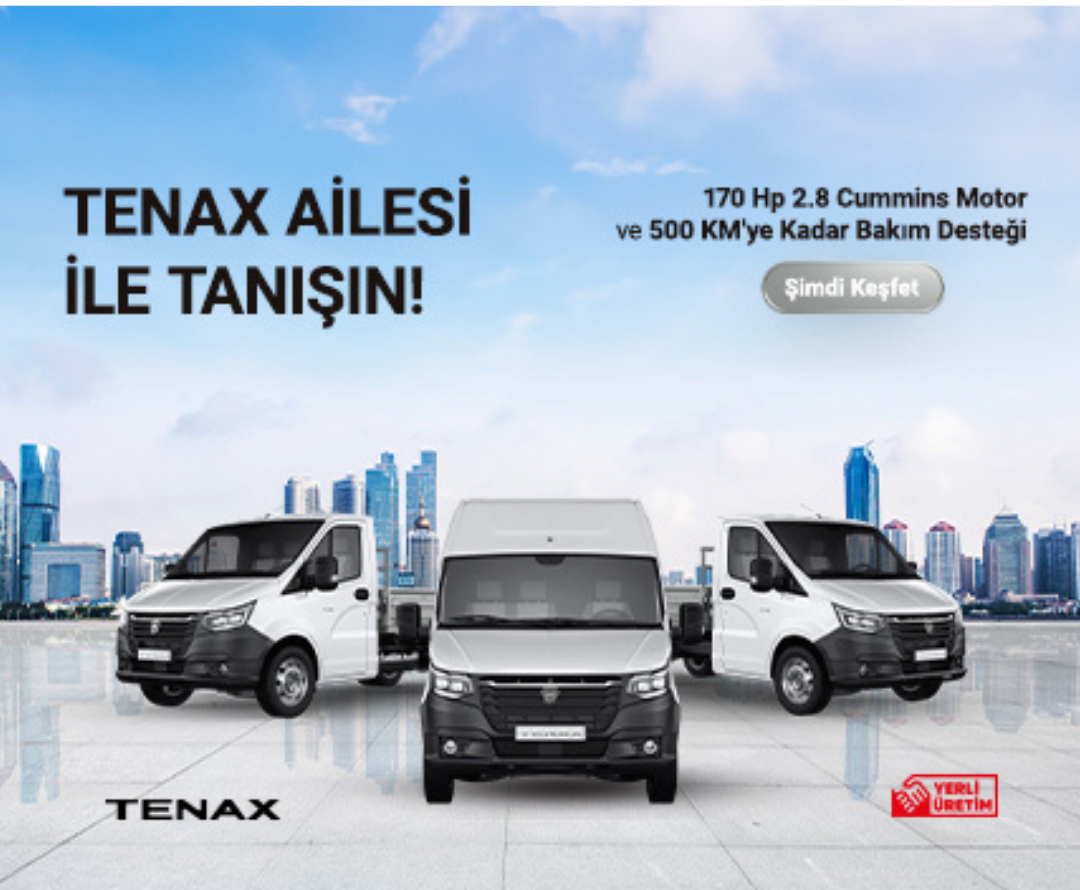 TENAX AİLESİ
İLE TANIŞIN!
170 Hp 2.8 Cummins Motor
ve 500 KM'ye Kadar Bakım Desteği
Şimdi Keşfet
TENAX
YERLİ
ÜRETİM